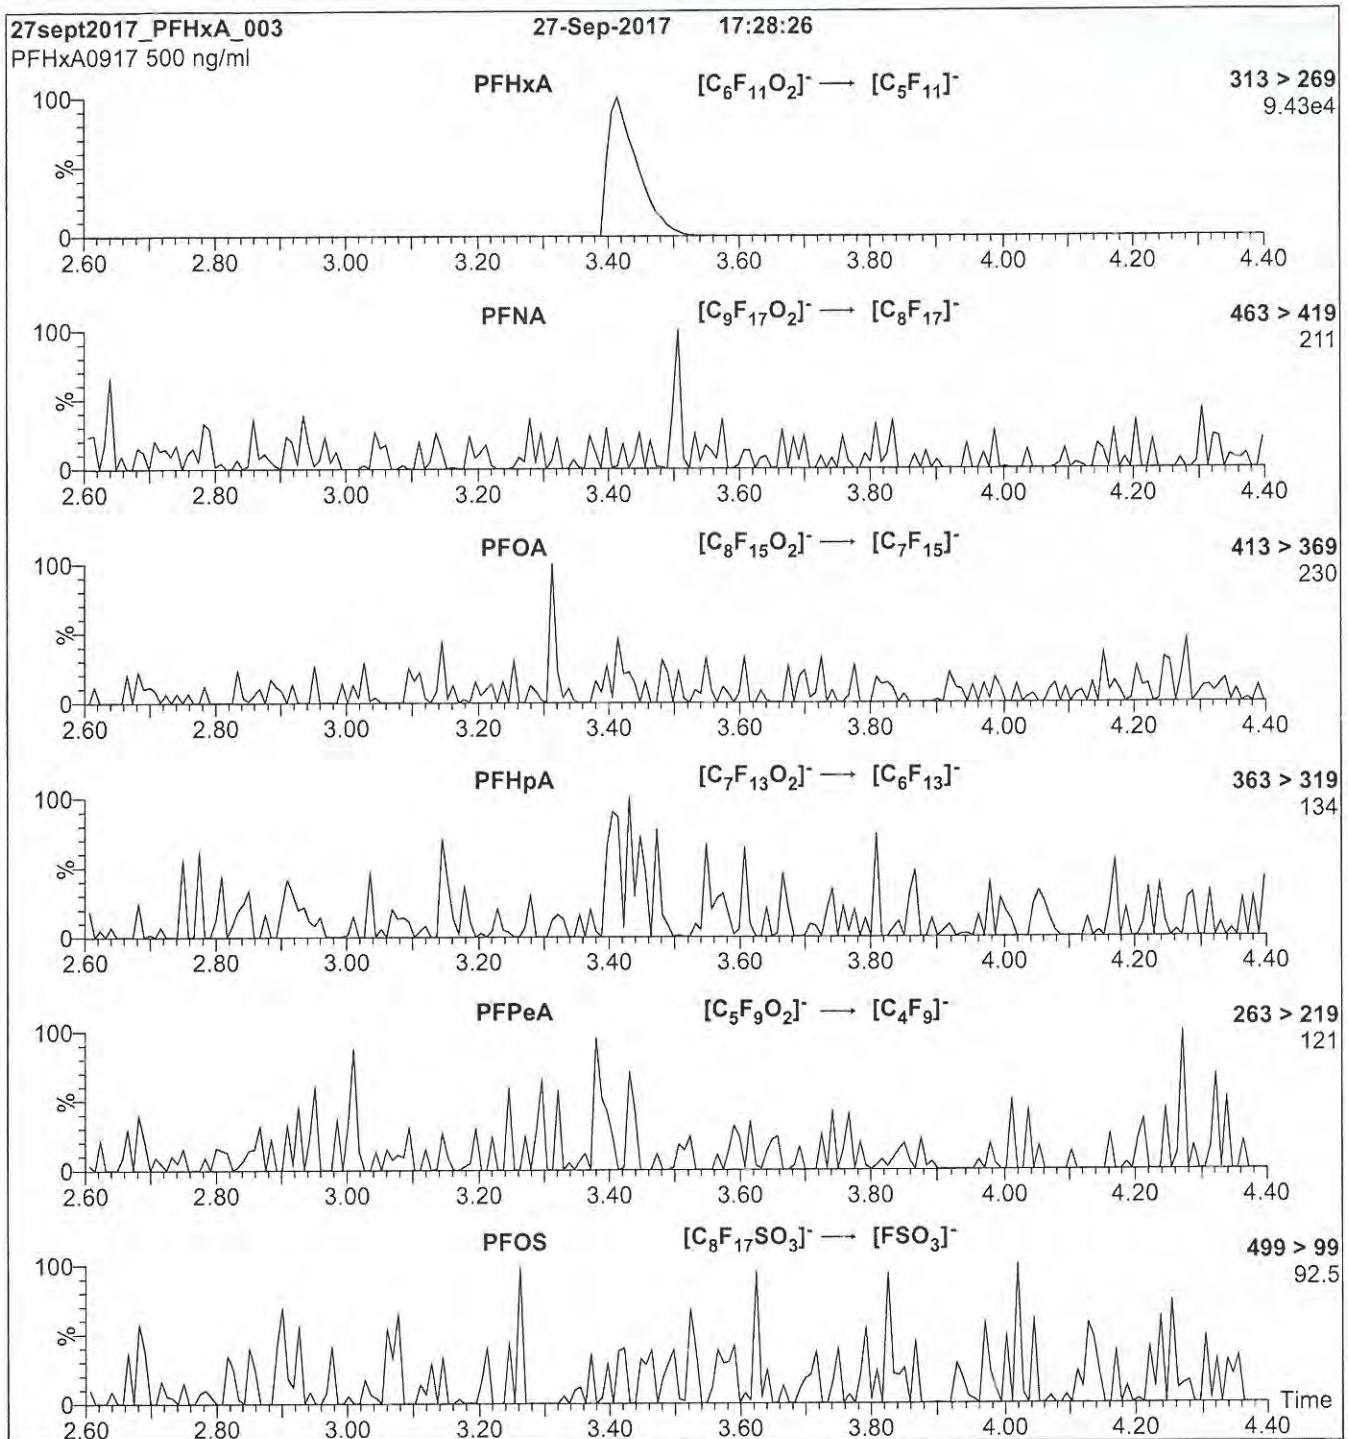 27sept2017_PFHxA_003 27-Sep-2017 17:28:26
PFHxA0917 500 ng/ml
PFHxA [C₆F₁₁O₂]⁻ → [C₅F₁₁]⁻ 313 > 269
9.43e4
100
%
0
2.60 2.80 3.00 3.20 3.40 3.60 3.80 4.00 4.20 4.40
PFNA [C₉F₁₇O₂]⁻ → [C₈F₁₇]⁻ 463 > 419
211
100
%
0
2.60 2.80 3.00 3.20 3.40 3.60 3.80 4.00 4.20 4.40
PFOA [C₈F₁₅O₂]⁻ → [C₇F₁₅]⁻ 413 > 369
230
100
%
0
2.60 2.80 3.00 3.20 3.40 3.60 3.80 4.00 4.20 4.40
PFHpA [C₇F₁₃O₂]⁻ → [C₆F₁₃]⁻ 363 > 319
134
100
%
0
2.60 2.80 3.00 3.20 3.40 3.60 3.80 4.00 4.20 4.40
PFPeA [C₅F₉O₂]⁻ → [C₄F₉]⁻ 263 > 219
121
100
%
0
2.60 2.80 3.00 3.20 3.40 3.60 3.80 4.00 4.20 4.40
PFOS [C₈F₁₇SO₃]⁻ → [FSO₃]⁻ 499 > 99
92.5
100
%
0
Time
2.60 2.80 3.00 3.20 3.40 3.60 3.80 4.00 4.20 4.40